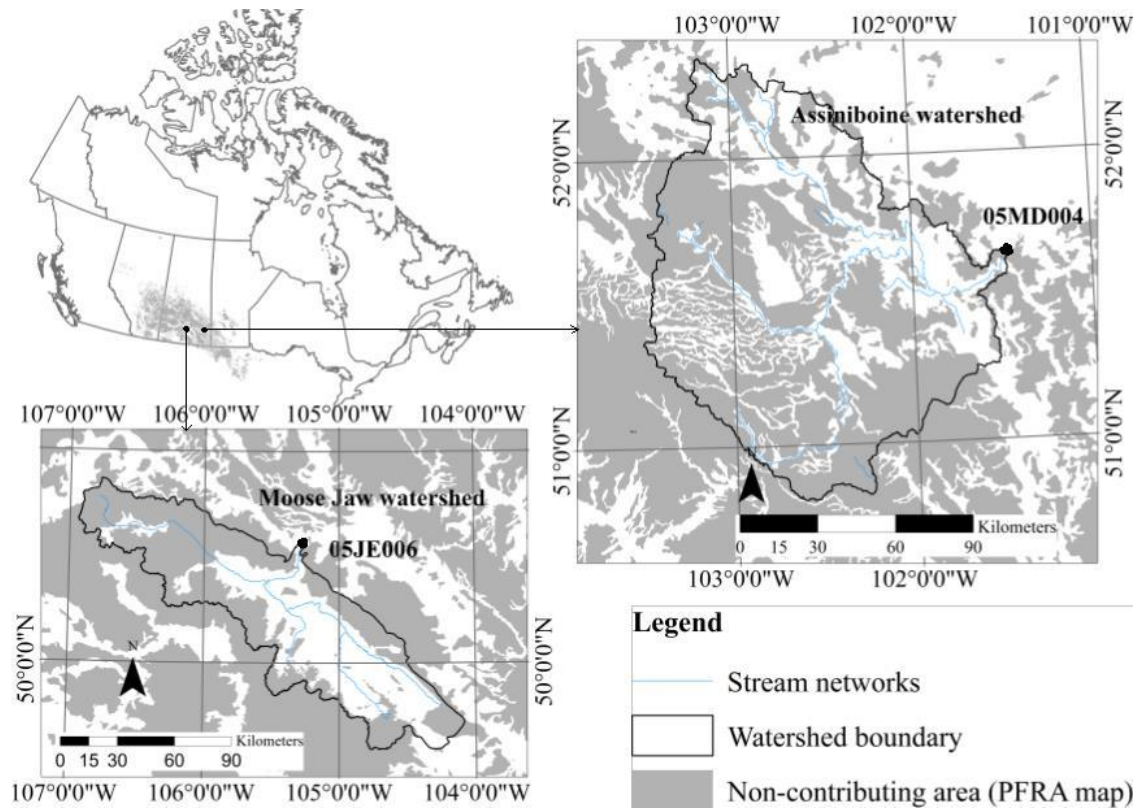 103°0'0"W 102°0'0"W 101°0'0"W
Assiniboine watershed
52°0'0"N
52°0'0"N
05MD004
51°0'0"N
51°0'0"N
Kilometers
0 15 30 60 90
103°0'0"W 102°0'0"W
107°0'0"W 106°0'0"W 105°0'0"W 104°0'0"W
Moose Jaw watershed
05JE006
50°0'0"N
50°0'0"N
N
Kilometers
0 15 30 60 90
107°0'0"W 106°0'0"W 105°0'0"W 104°0'0"W
Legend
Stream networks
Watershed boundary
Non-contributing area (PFRA map)